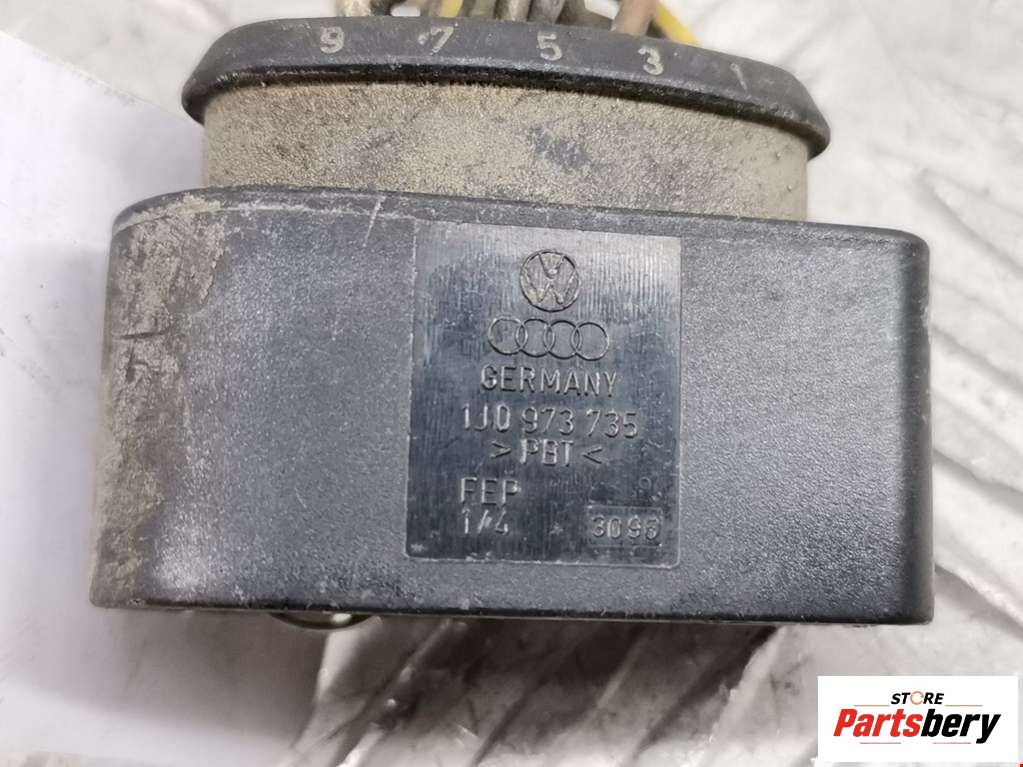 9 7 5 3 1
GERMANY
1J0 973 735
> PBT <
FEP
1/4
3098
STORE
Partsbery